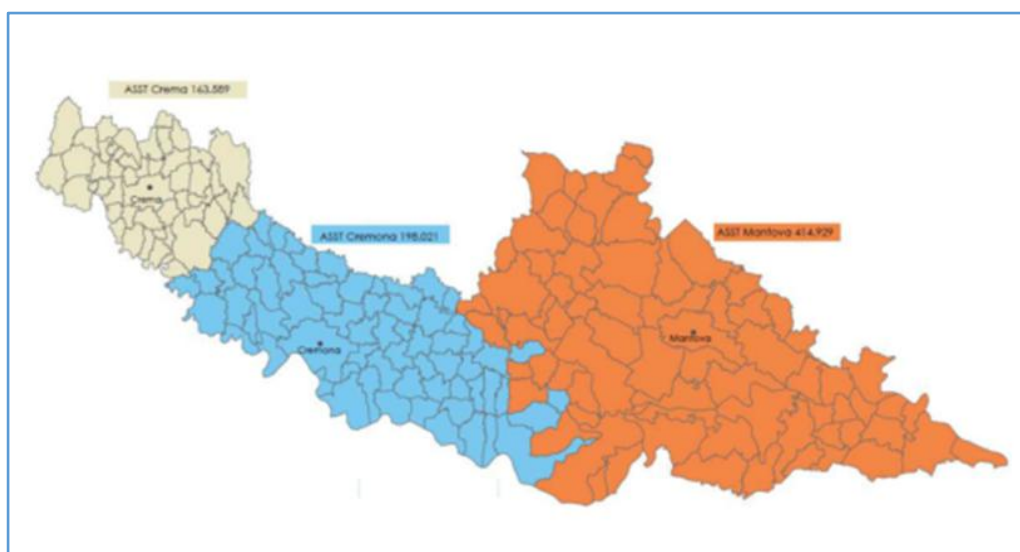 ASST Crema 163.589
Crema
ASST Cremona 198.021
ASST Mantova 414.929
Mantova
Cremona